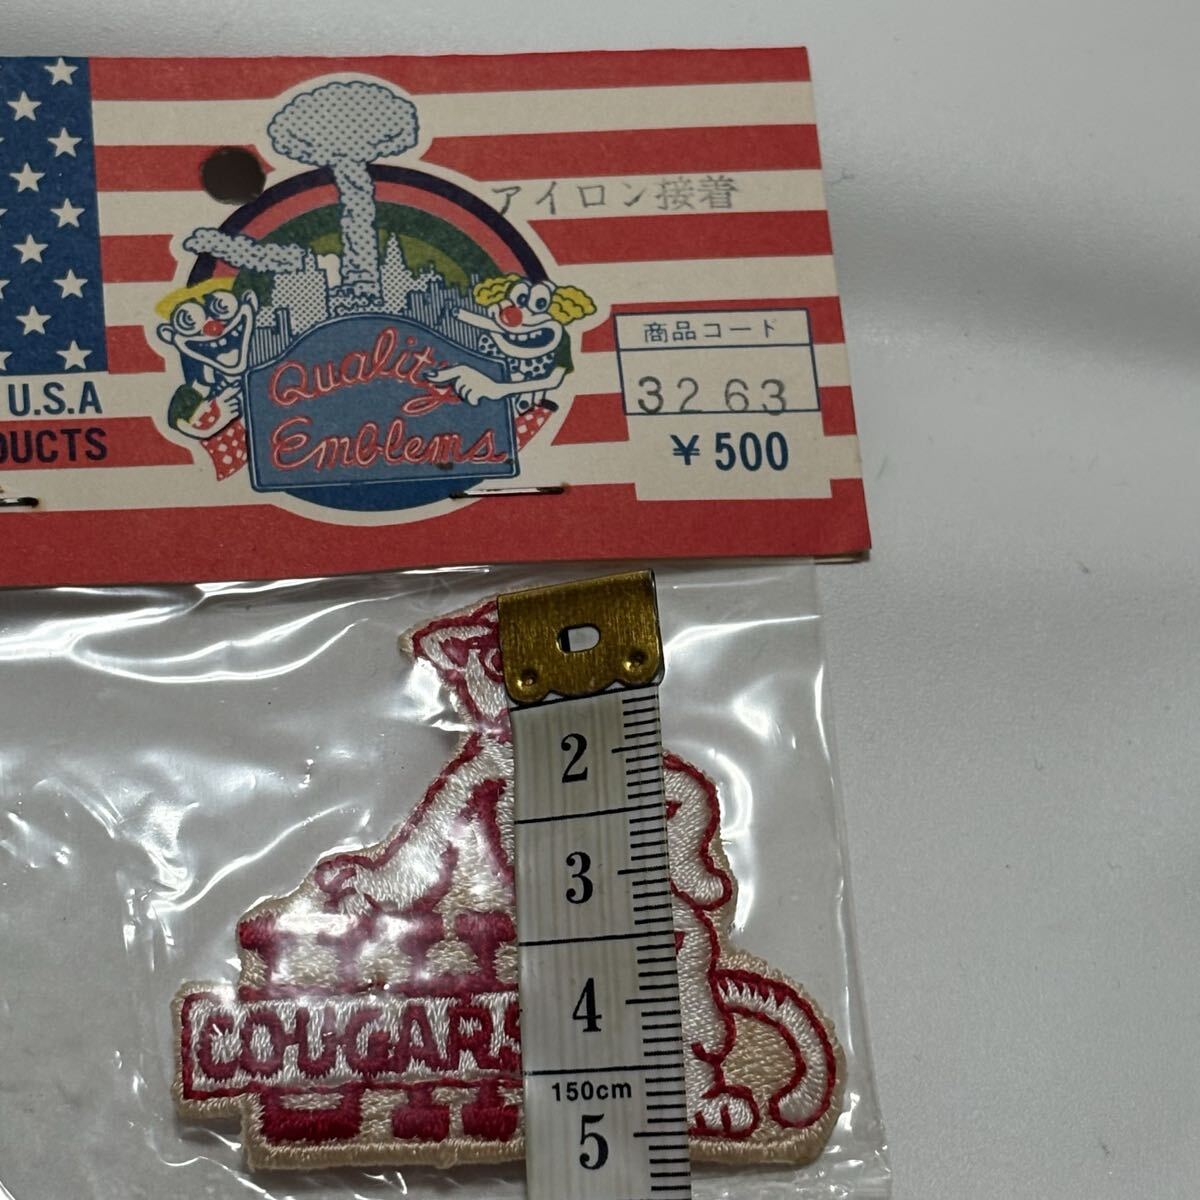 アイロン接着
Quality
Emblems
商品コード
3263
¥500
U.S.A
DUCTS
2
3
4
150cm
5
COUGARS